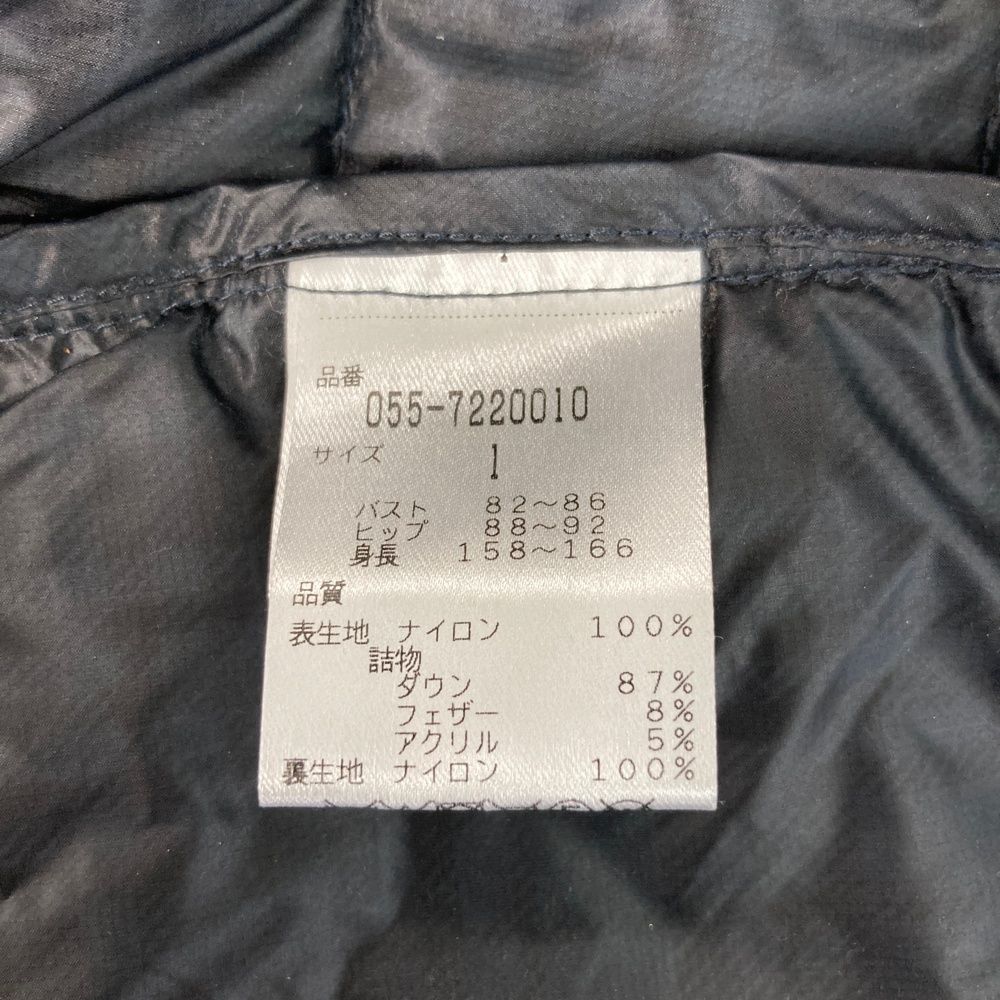 品番
055-7220010
サイズ 1
バスト 82～86
ヒップ 88～92
身長 158～166
品質
表生地 ナイロン 100%
詰物
ダウン 87%
フェザー 8%
アクリル 5%
裏生地 ナイロン 100%